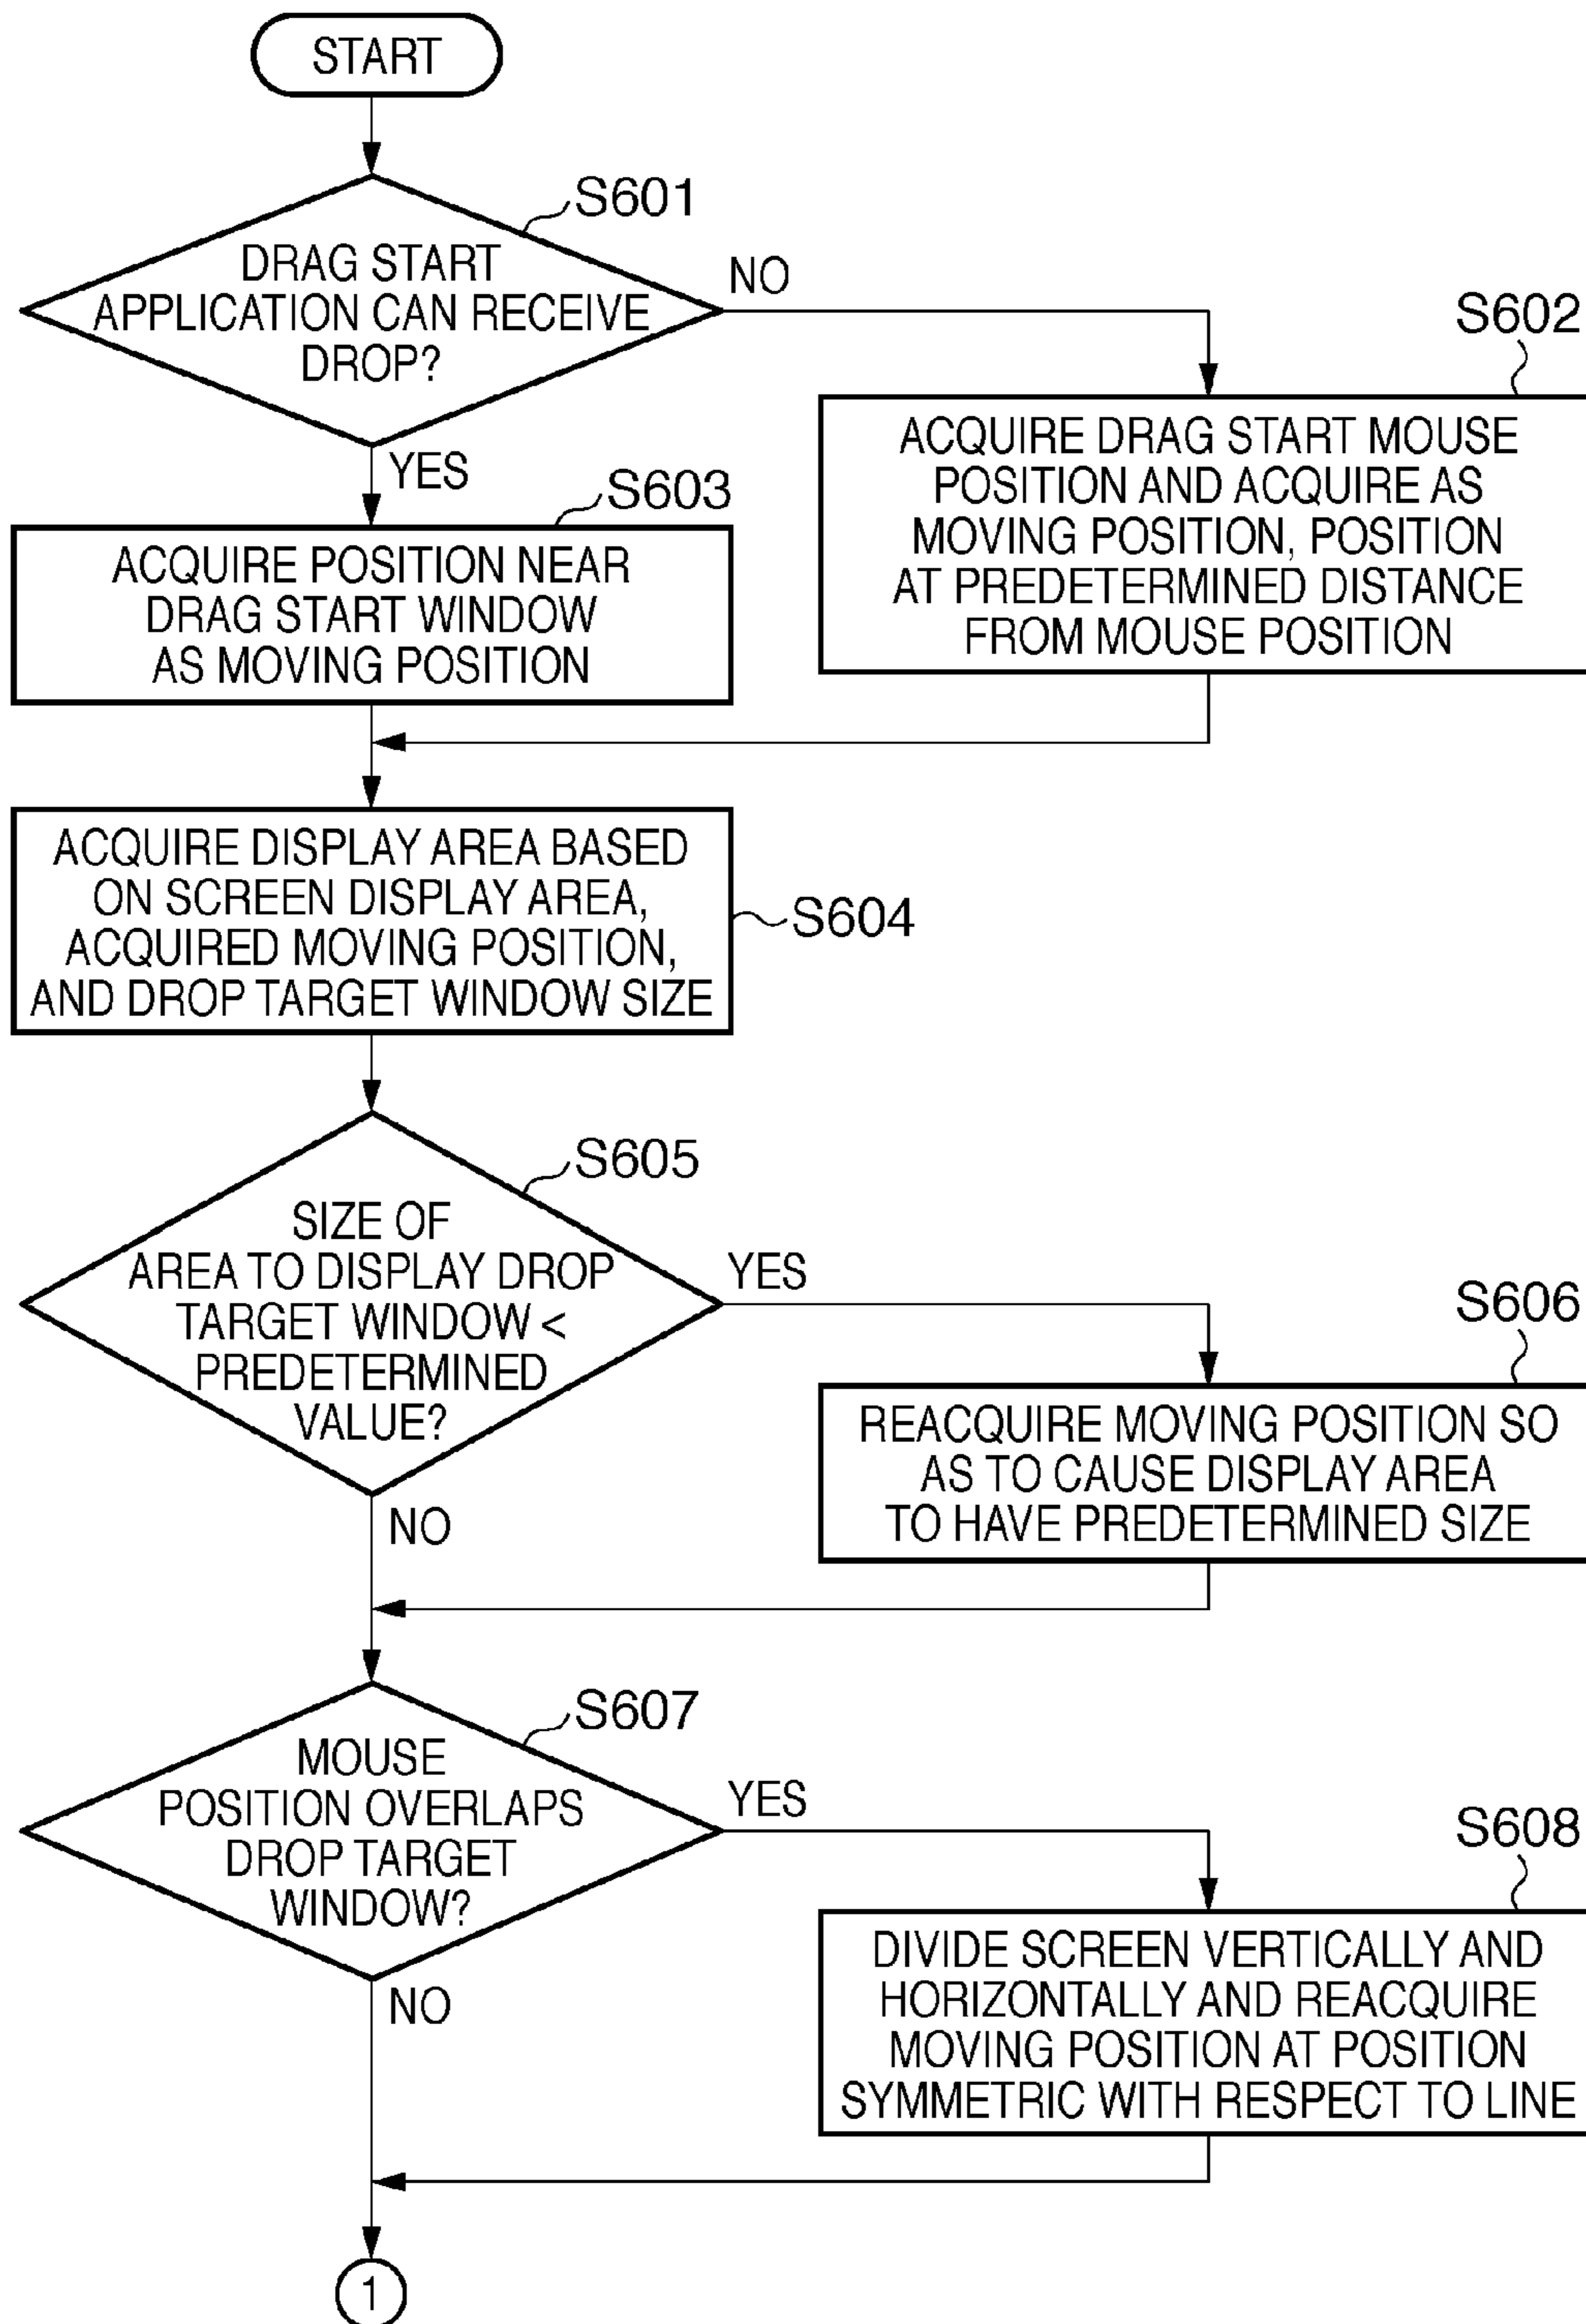 START
S601
DRAG START
APPLICATION CAN RECEIVE
DROP?
NO
YES
S602
ACQUIRE DRAG START MOUSE
POSITION AND ACQUIRE AS
MOVING POSITION, POSITION
AT PREDETERMINED DISTANCE
FROM MOUSE POSITION
S603
ACQUIRE POSITION NEAR
DRAG START WINDOW
AS MOVING POSITION
S604
ACQUIRE DISPLAY AREA BASED
ON SCREEN DISPLAY AREA,
ACQUIRED MOVING POSITION,
AND DROP TARGET WINDOW SIZE
S605
SIZE OF
AREA TO DISPLAY DROP
TARGET WINDOW <
PREDETERMINED
VALUE?
YES
NO
S606
REACQUIRE MOVING POSITION SO
AS TO CAUSE DISPLAY AREA
TO HAVE PREDETERMINED SIZE
S607
MOUSE
POSITION OVERLAPS
DROP TARGET
WINDOW?
YES
NO
S608
DIVIDE SCREEN VERTICALLY AND
HORIZONTALLY AND REACQUIRE
MOVING POSITION AT POSITION
SYMMETRIC WITH RESPECT TO LINE
1